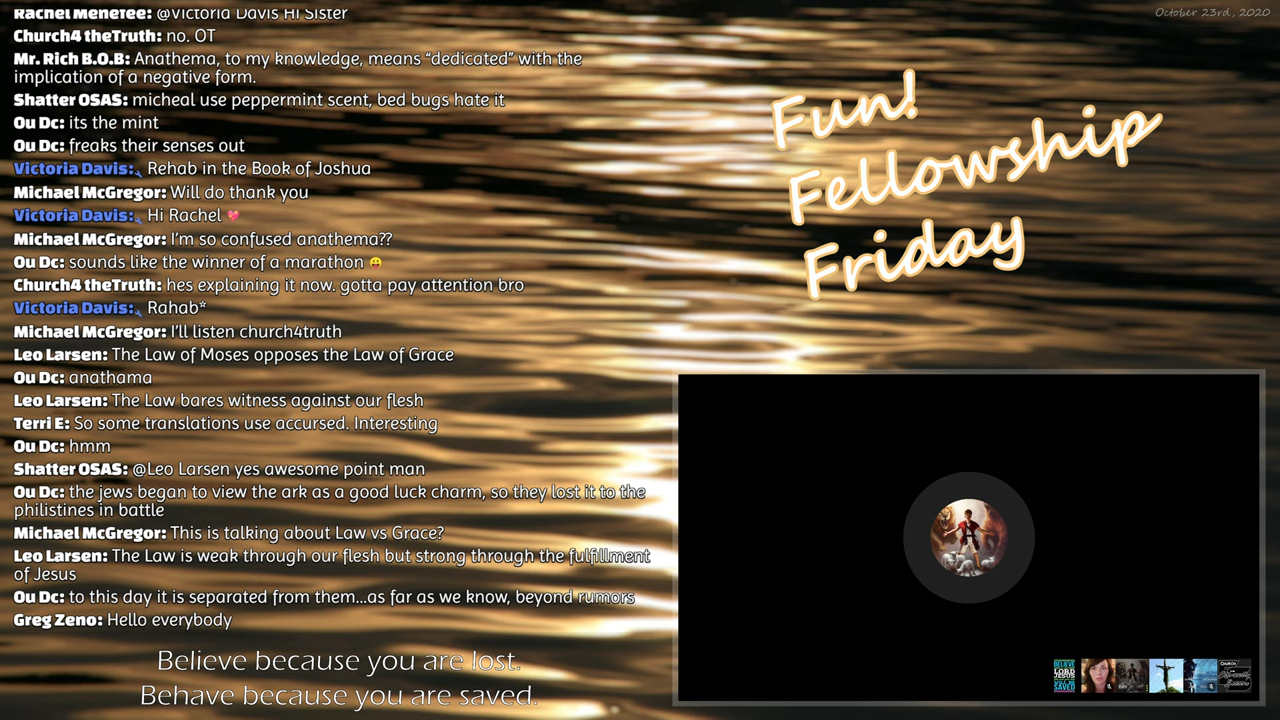 Rachel Menefee: @Victoria Davis Hi Sister
Church4 theTruth: no. OT
Mr. Rich B.O.B: Anathema, to my knowledge, means “dedicated” with the
implication of a negative form.
Shatter OSAS: micheal use peppermint scent, bed bugs hate it
Ou Dc: its the mint
Ou Dc: freaks their senses out
Victoria Davis: Rehab in the Book of Joshua
Michael McGregor: Will do thank you
Victoria Davis: Hi Rachel 💖
Michael McGregor: I’m so confused anathema??
Ou Dc: sounds like the winner of a marathon 😛
Church4 theTruth: hes explaining it now. gotta pay attention bro
Victoria Davis: Rahab*
Michael McGregor: I’ll listen church4truth
Leo Larsen: The Law of Moses opposes the Law of Grace
Ou Dc: anathama
Leo Larsen: The Law bares witness against our flesh
Terri E: So some translations use accursed. Interesting
Ou Dc: hmm
Shatter OSAS: @Leo Larsen yes awesome point man
Ou Dc: the jews began to view the ark as a good luck charm, so they lost it to the
philistines in battle
Michael McGregor: This is talking about Law vs Grace?
Leo Larsen: The Law is weak through our flesh but strong through the fulfillment
of Jesus
Ou Dc: to this day it is separated from them...as far as we know, beyond rumors
Greg Zeno: Hello everybody
Believe because you are lost.
Behave because you are saved.
October 23rd, 2020
Fun!
Fellowship
Friday
BELIEVE
LORD
JESUS
SAVED
CHURCH